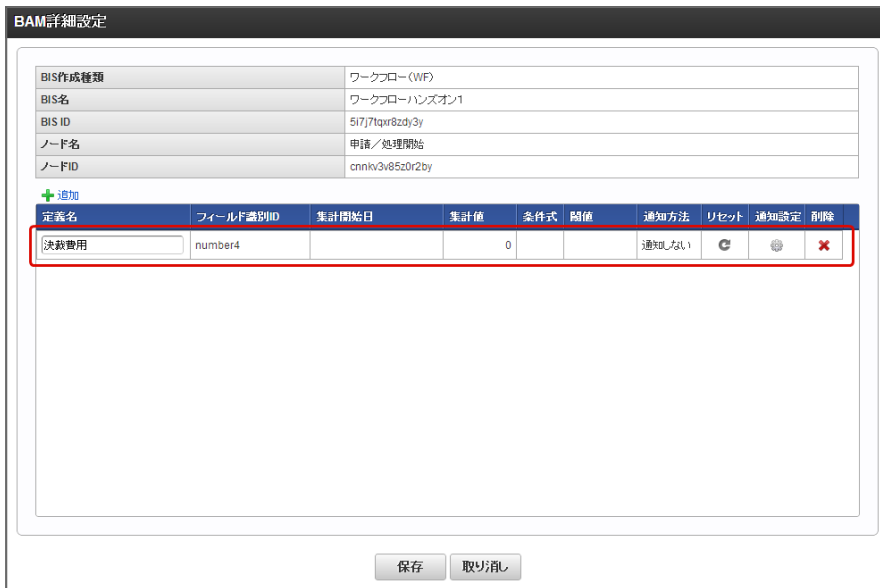 BAM詳細設定
BIS作成種類 ワークフロー(WF)
BIS名 ワークフローハンズオン1
BIS ID 5i7j7tqxr8zdy3y
ノード名 申請／処理開始
ノードID cnnkv3v85z0r2by
追加
定義名 フィールド識別ID 集計開始日 集計値 条件式 閾値 通知方法 リセット 通知設定 削除
決裁費用 number4 0 通知しない
保存 取り消し